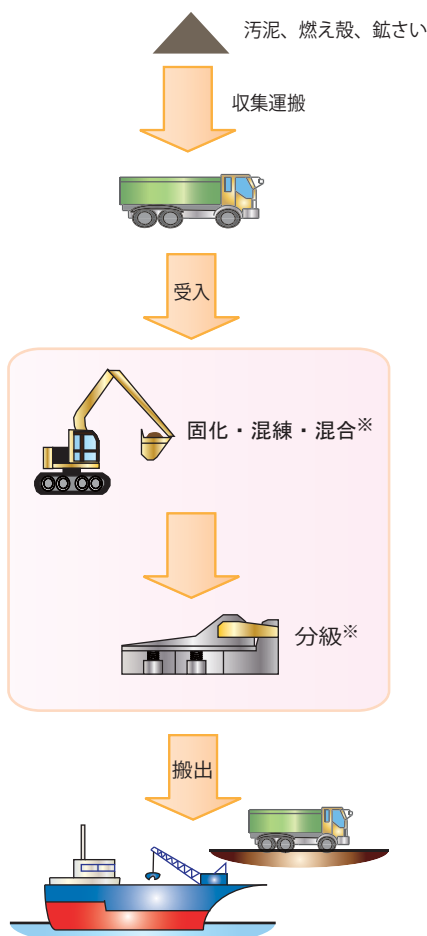 汚泥、燃え殻、鉱さい
収集運搬
受入
固化・混練・混合※
分級※
搬出